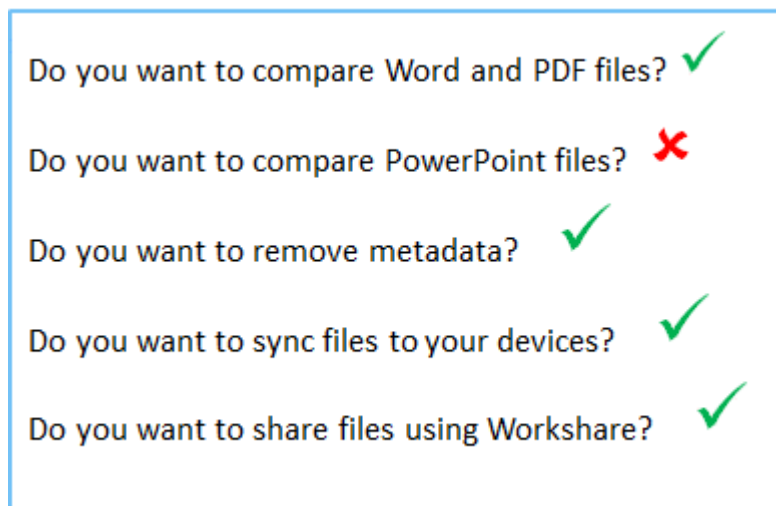 Do you want to compare Word and PDF files?
Do you want to compare PowerPoint files?
Do you want to remove metadata?
Do you want to sync files to your devices?
Do you want to share files using Workshare?